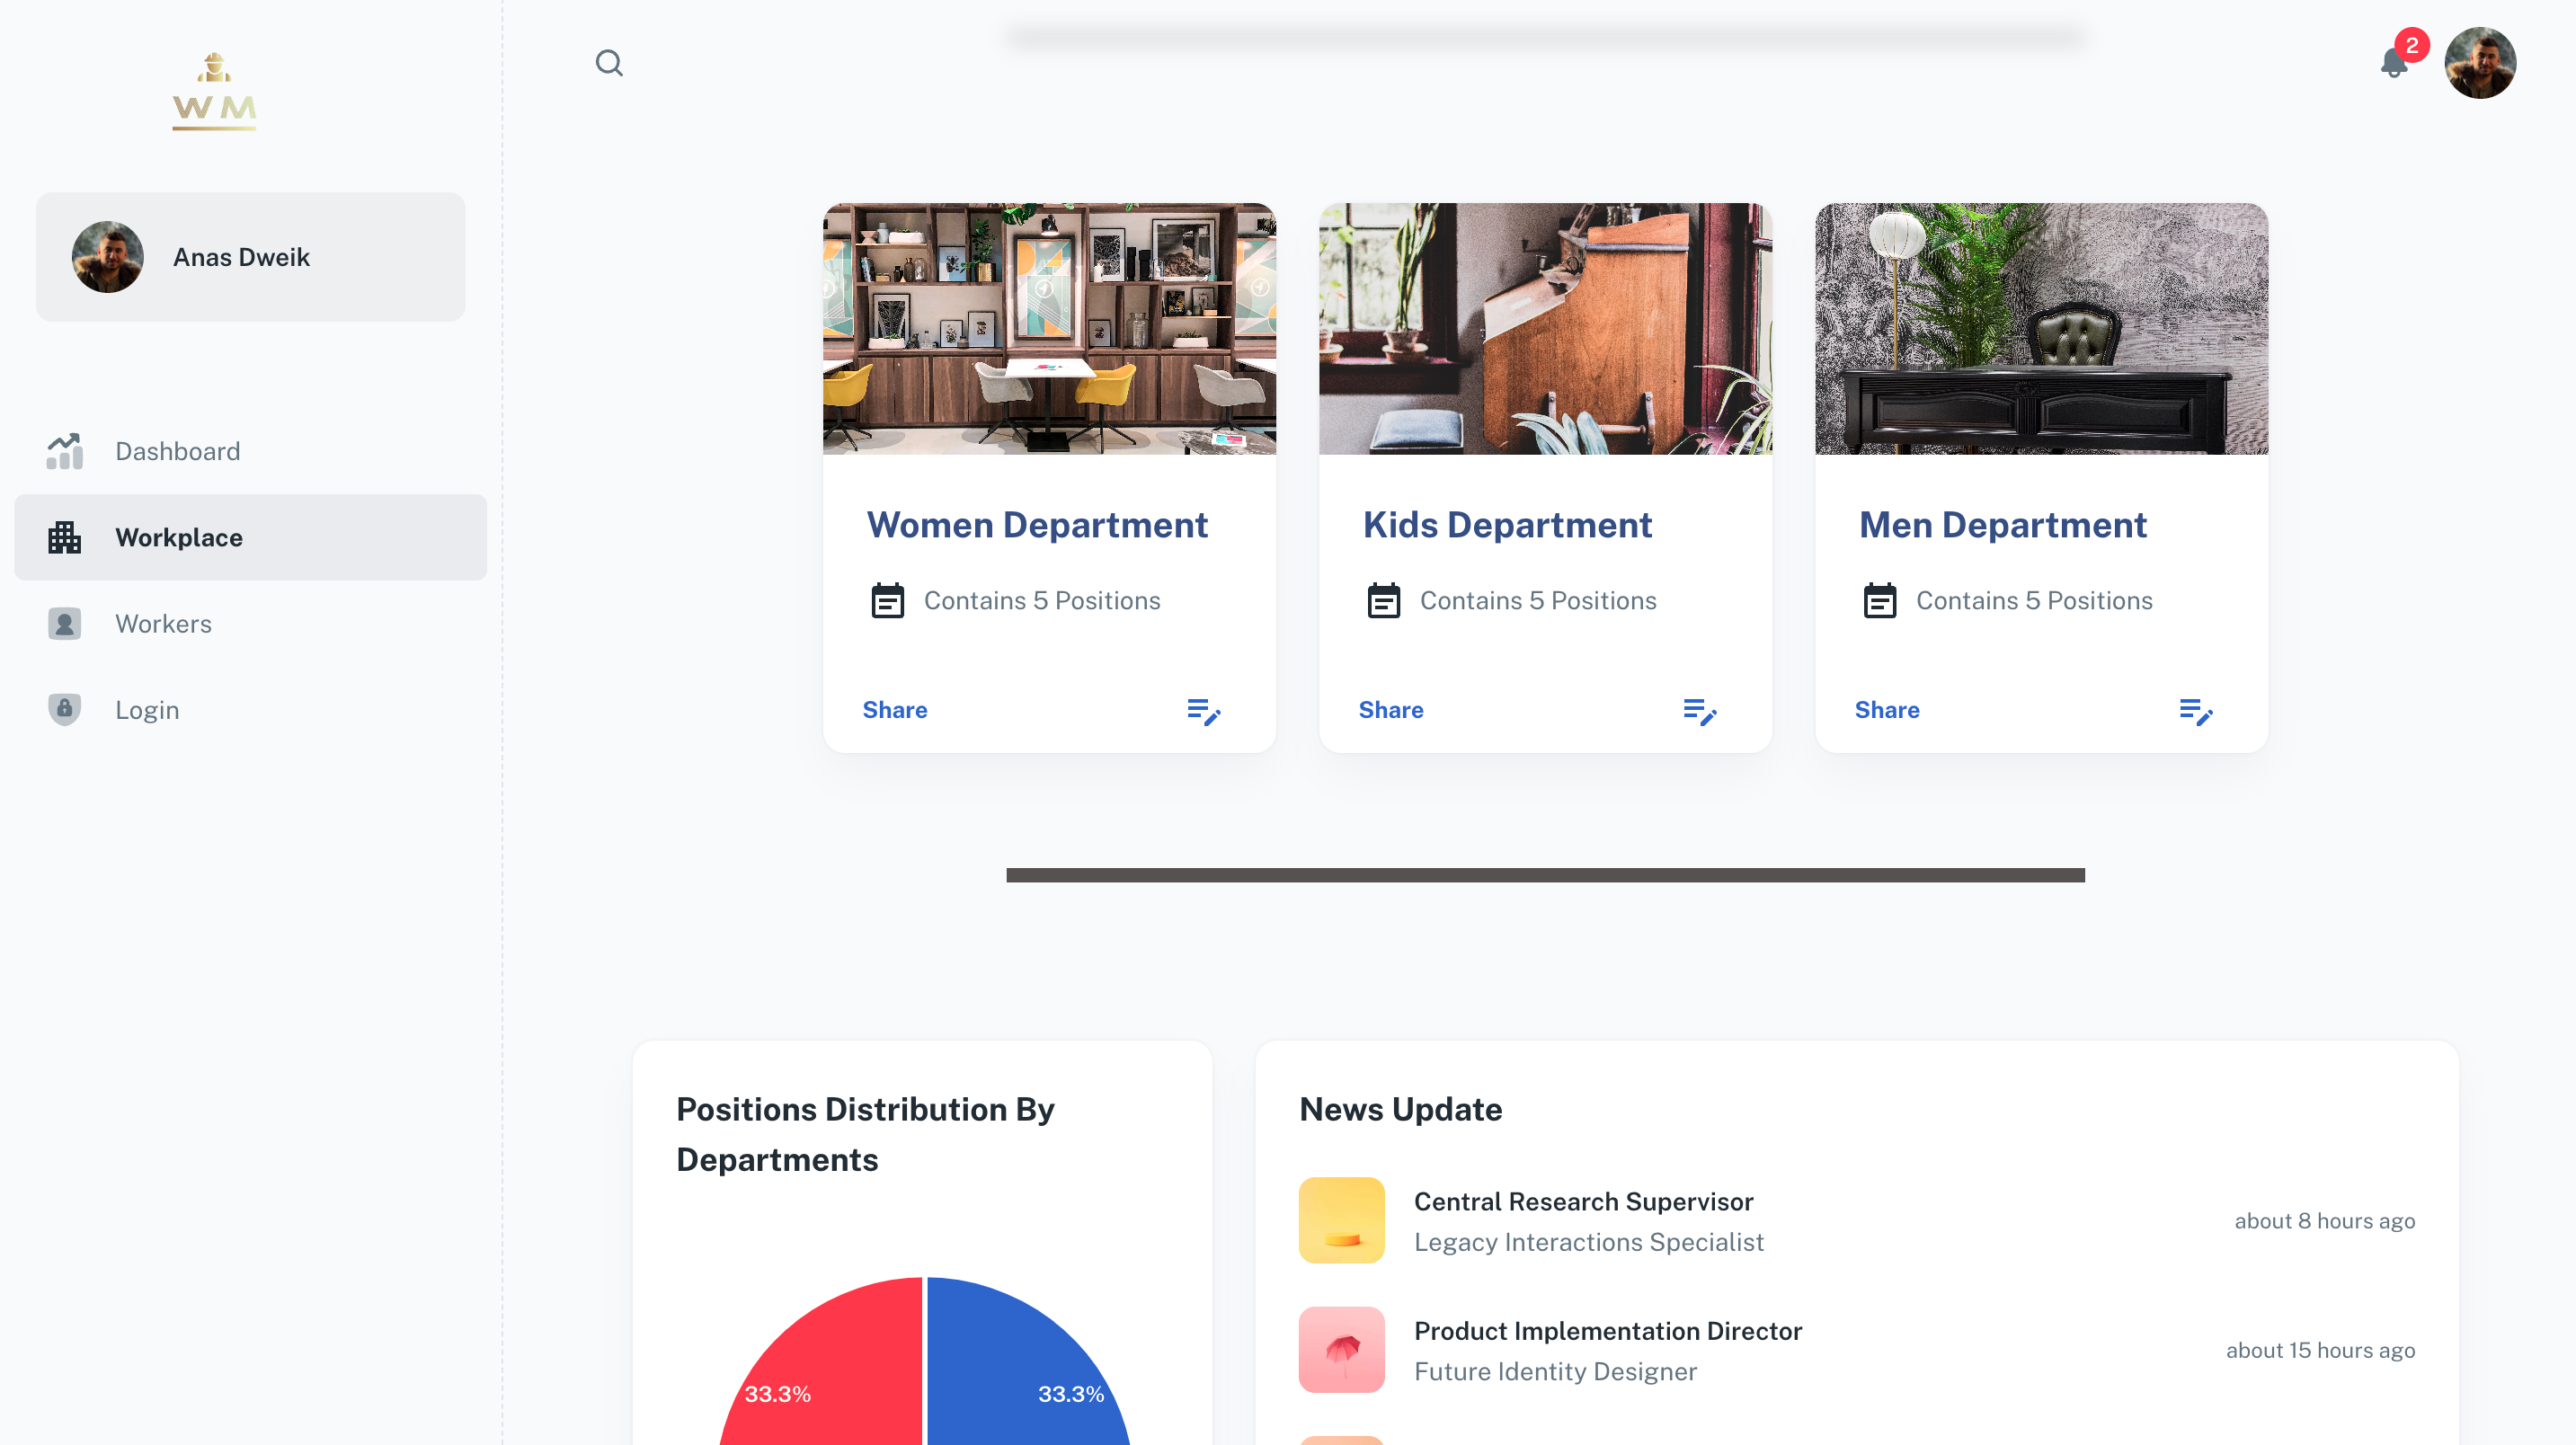 WM
2
Anas Dweik
Dashboard
Workplace
Workers
Login
Women Department
Contains 5 Positions
Share
Kids Department
Contains 5 Positions
Share
Men Department
Contains 5 Positions
Share
Positions Distribution By
Departments
33.3%
33.3%
News Update
Central Research Supervisor
Legacy Interactions Specialist
about 8 hours ago
Product Implementation Director
Future Identity Designer
about 15 hours ago